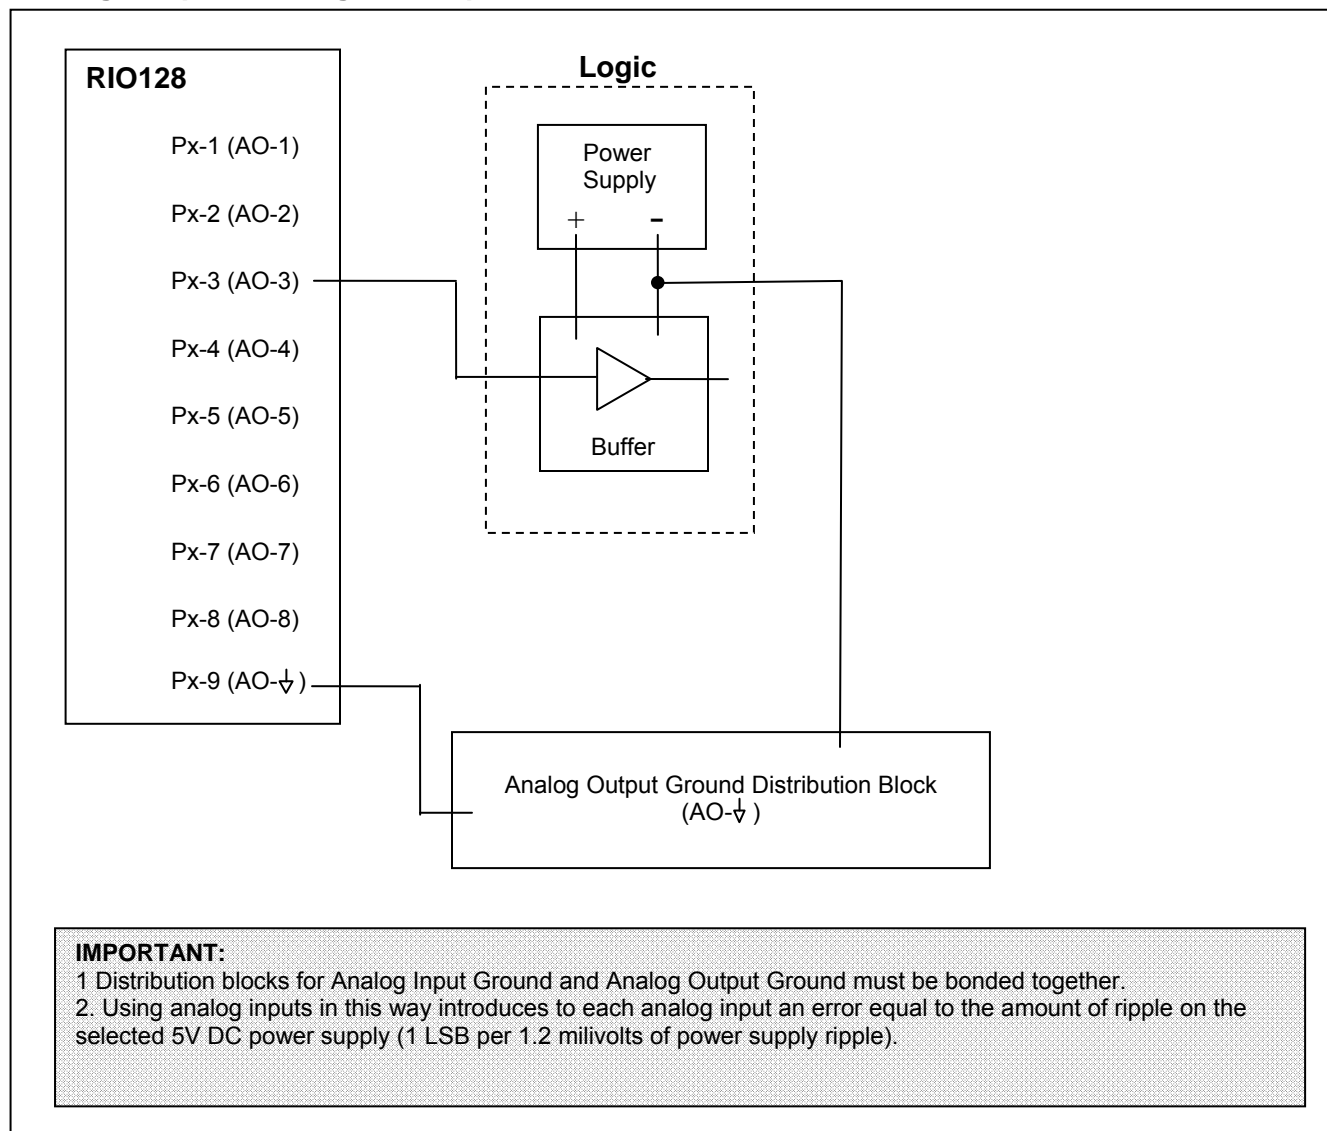 RIO128
Logic
Px-1 (AO-1)
Px-2 (AO-2)
Px-3 (AO-3)
Px-4 (AO-4)
Px-5 (AO-5)
Px-6 (AO-6)
Px-7 (AO-7)
Px-8 (AO-8)
Px-9 (AO-⏚)
Power
Supply
+ -
Buffer
Analog Output Ground Distribution Block
(AO-⏚)
IMPORTANT:
1 Distribution blocks for Analog Input Ground and Analog Output Ground must be bonded together.
2. Using analog inputs in this way introduces to each analog input an error equal to the amount of ripple on the
selected 5V DC power supply (1 LSB per 1.2 milivolts of power supply ripple).